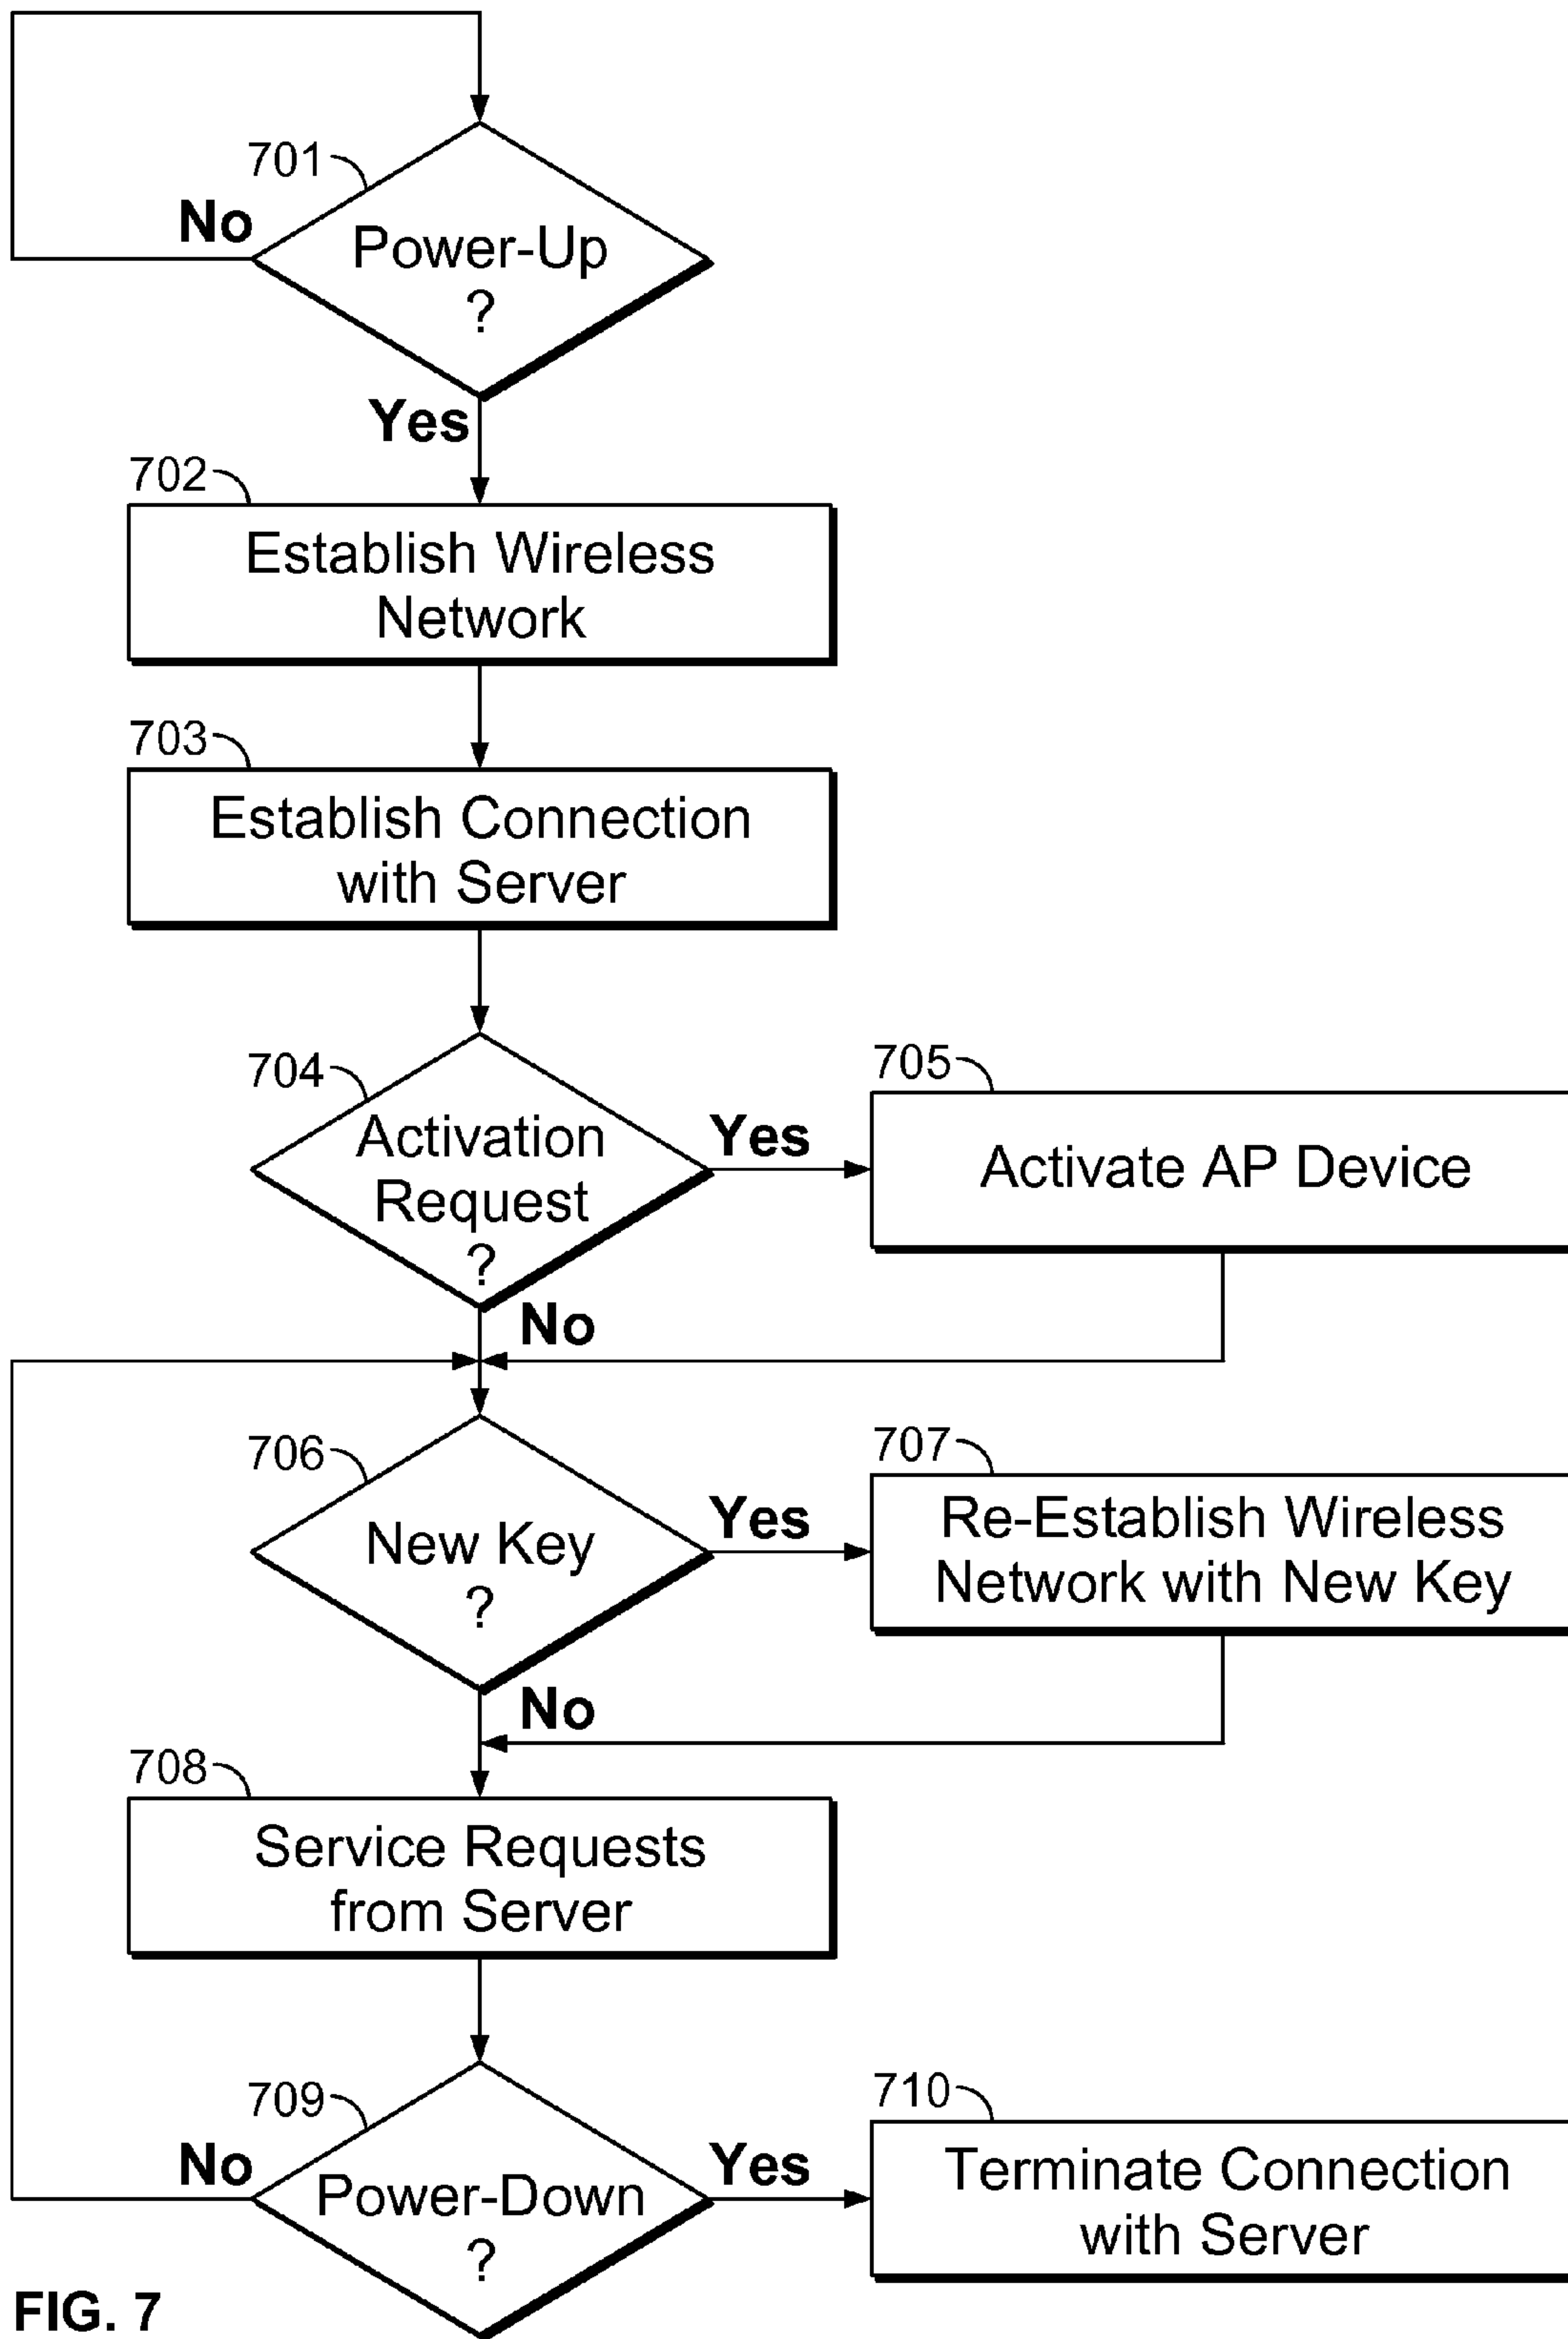 701
No
Power-Up
?
Yes
702
Establish Wireless
Network
703
Establish Connection
with Server
704
Activation
Request
?
Yes
705
Activate AP Device
No
706
New Key
?
Yes
707
Re-Establish Wireless
Network with New Key
No
708
Service Requests
from Server
709
No
Power-Down
?
Yes
710
Terminate Connection
with Server
FIG. 7